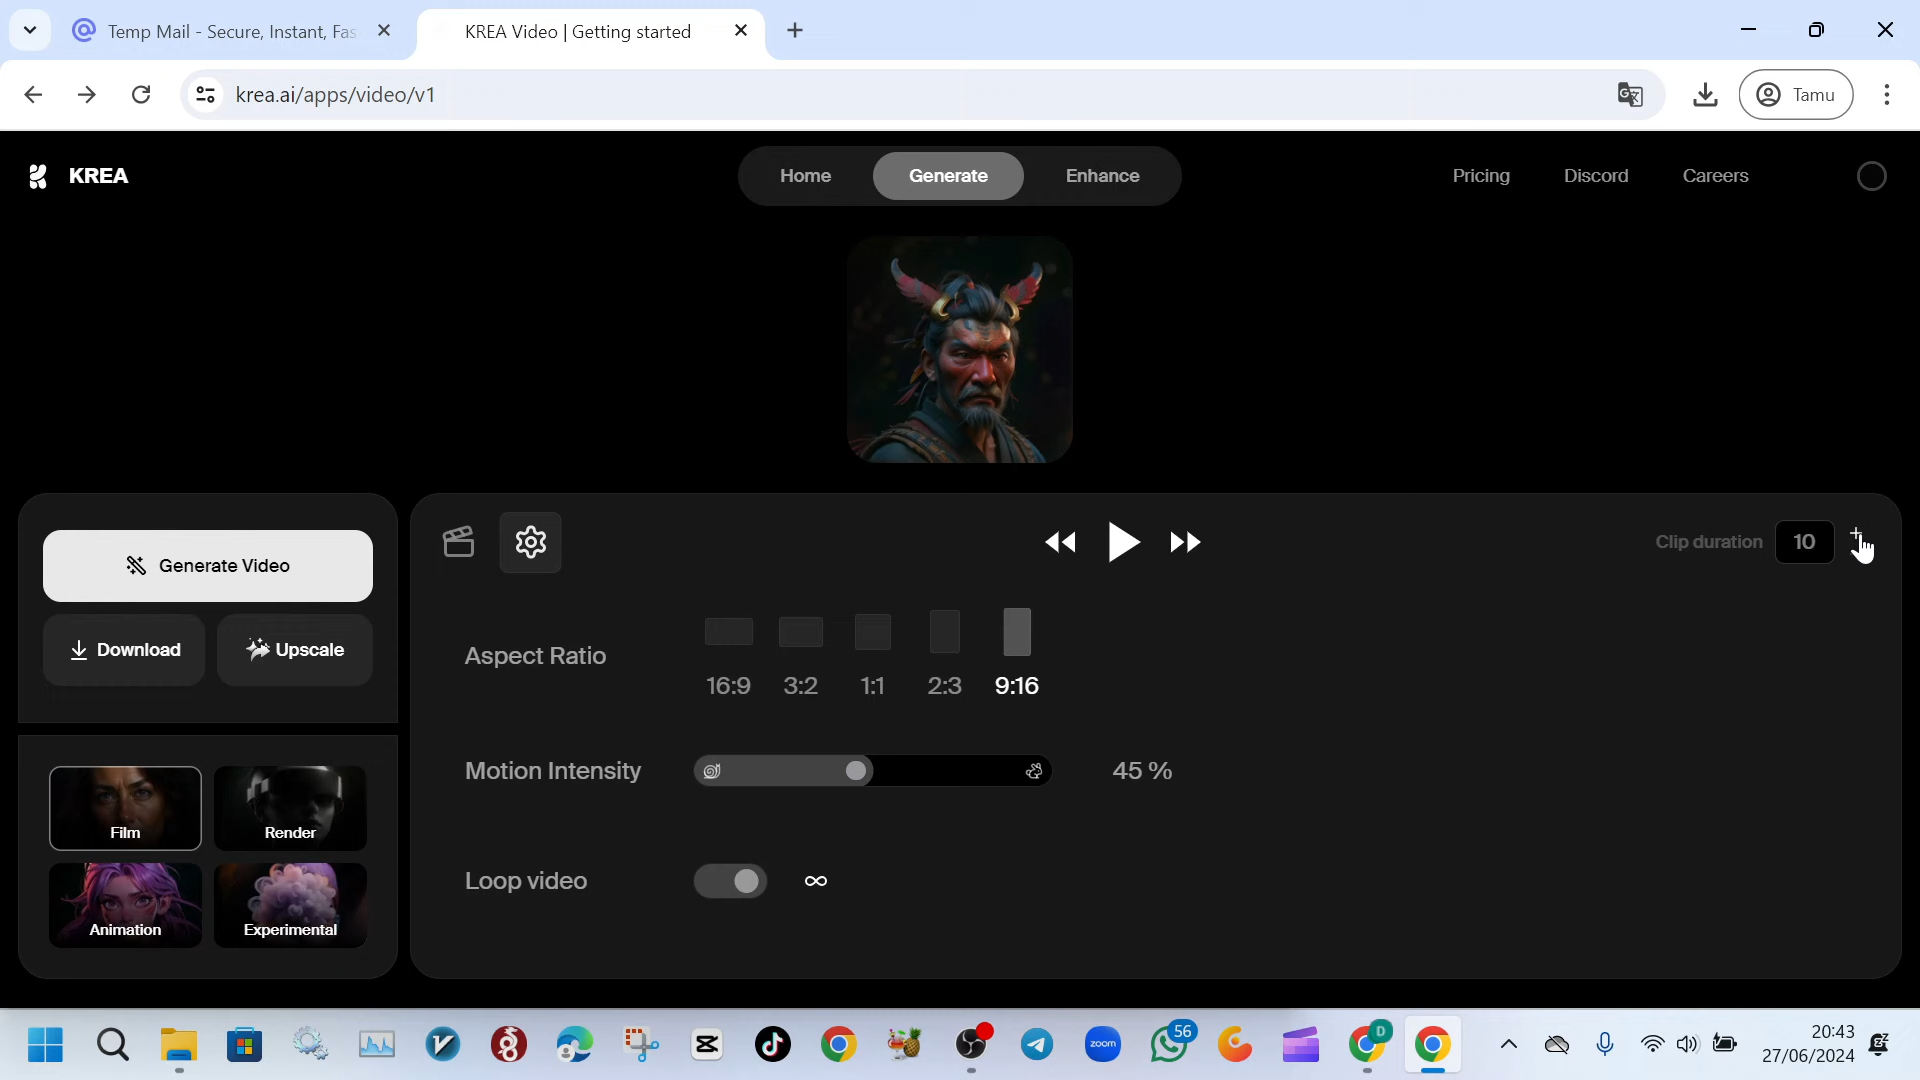 Temp Mail - Secure, Instant, Fas
KREA Video | Getting started
krea.ai/apps/video/v1
Tamu
KREA
Home
Generate
Enhance
Pricing
Discord
Careers
Generate Video
Clip duration
10
Download
Upscale
Aspect Ratio
16:9
3:2
1:1
2:3
9:16
Motion Intensity
45 %
Film
Render
Loop video
Animation
Experimental
D
56
zoom
20:43
27/06/2024